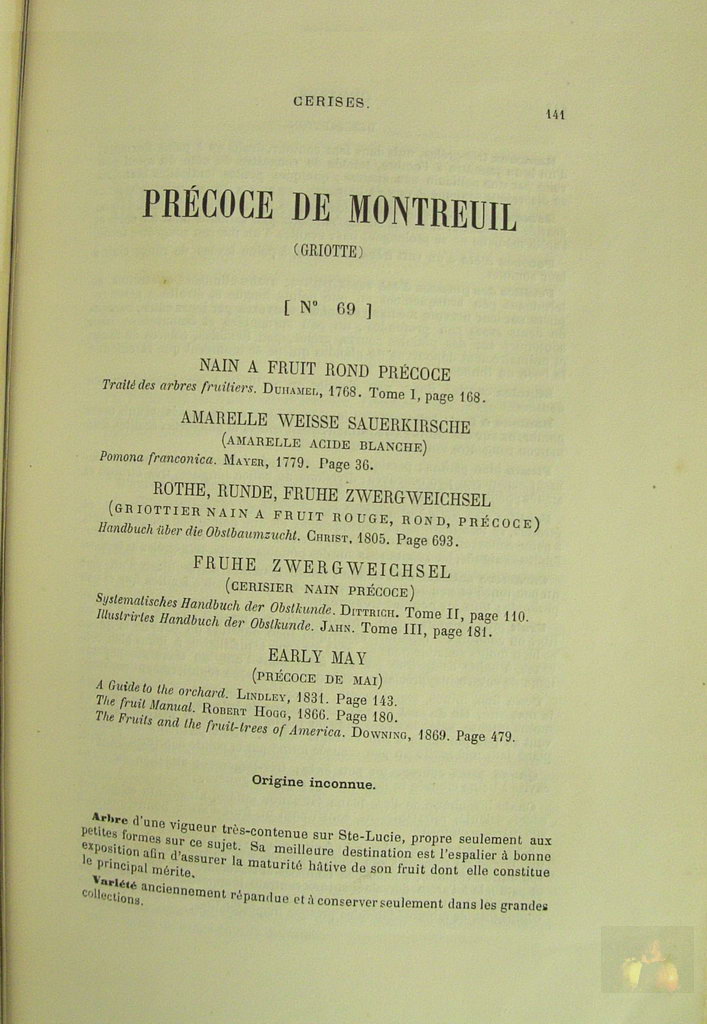 CERISES.
141
PRÉCOCE DE MONTREUIL
(GRIOTTE)
[ Nº 69 ]
NAIN A FRUIT ROND PRÉCOCE
Traité des arbres fruitiers. DUHAMEL, 1768. Tome I, page 168.
AMARELLE WEISSE SAUERKIRSCHE
(AMARELLE ACIDE BLANCHE)
Pomona franconica. MAYER, 1779. Page 36.
ROTHE, RUNDE, FRUHE ZWERGWEICHSEL
(GRIOTTIER NAIN A FRUIT ROUGE, ROND, PRÉCOCE)
Handbuch über die Obstbaumzucht. CHRIST, 1805. Page 693.
FRUHE ZWERGWEICHSEL
(CERISIER NAIN PRÉCOCE)
Systematisches Handbuch der Obstkunde. DITTRICH. Tome II, page 110.
Illustrirtes Handbuch der Obstkunde. JAHN. Tome III, page 181.
EARLY MAY
(PRÉCOCE DE MAI)
A Guide to the orchard. LINDLEY, 1831. Page 143.
The fruit Manual. ROBERT HOGG, 1866. Page 180.
The Fruits and the fruit-trees of America. DOWNING, 1869. Page 479.
Origine inconnue.
Arbre d'une vigueur très-contenue sur Ste-Lucie, propre seulement aux
petites formes sur ce sujet. Sa meilleure destination est l'espalier à bonne
exposition afin d'assurer la maturité hâtive de son fruit dont elle constitue
le principal mérite.
Variété anciennement répandue et à conserver seulement dans les grandes
collections.